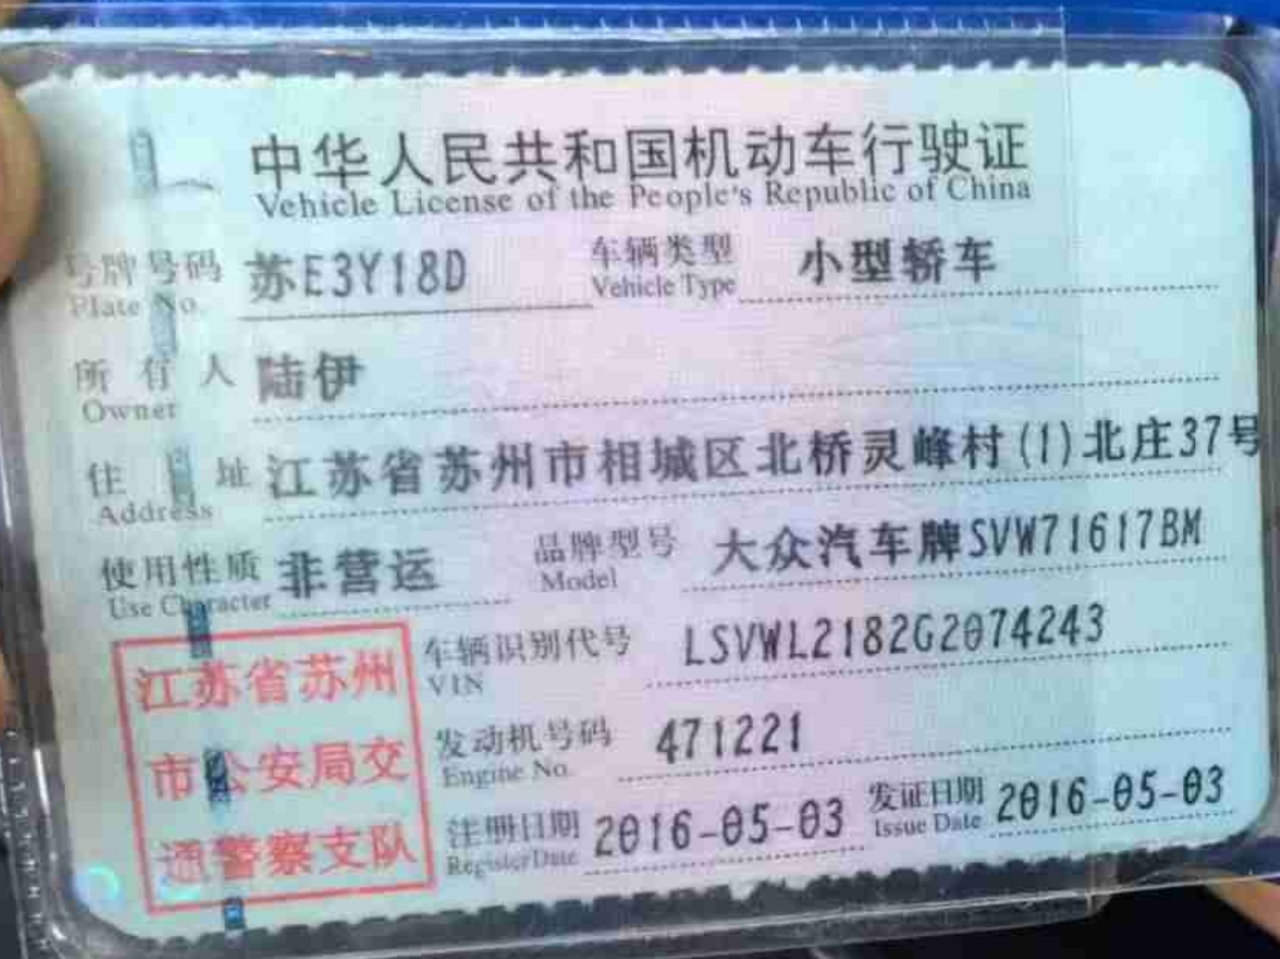 中华人民共和国机动车行驶证
Vehicle License of the People's Republic of China
号牌号码 苏E3Y18D 车辆类型 小型轿车
Plate No. Vehicle Type
所有人 陆伊
Owner
住址 江苏省苏州市相城区北桥灵峰村(1)北庄37号
Address
使用性质 非营运 品牌型号 大众汽车牌SVW71617BM
Use Character Model
车辆识别代号 LSVWL2182G2074243
VIN
发动机号码 471221
Engine No.
注册日期 2016-05-03 发证日期 2016-05-03
Register Date Issue Date
江苏省苏州
市公安局交
通警察支队